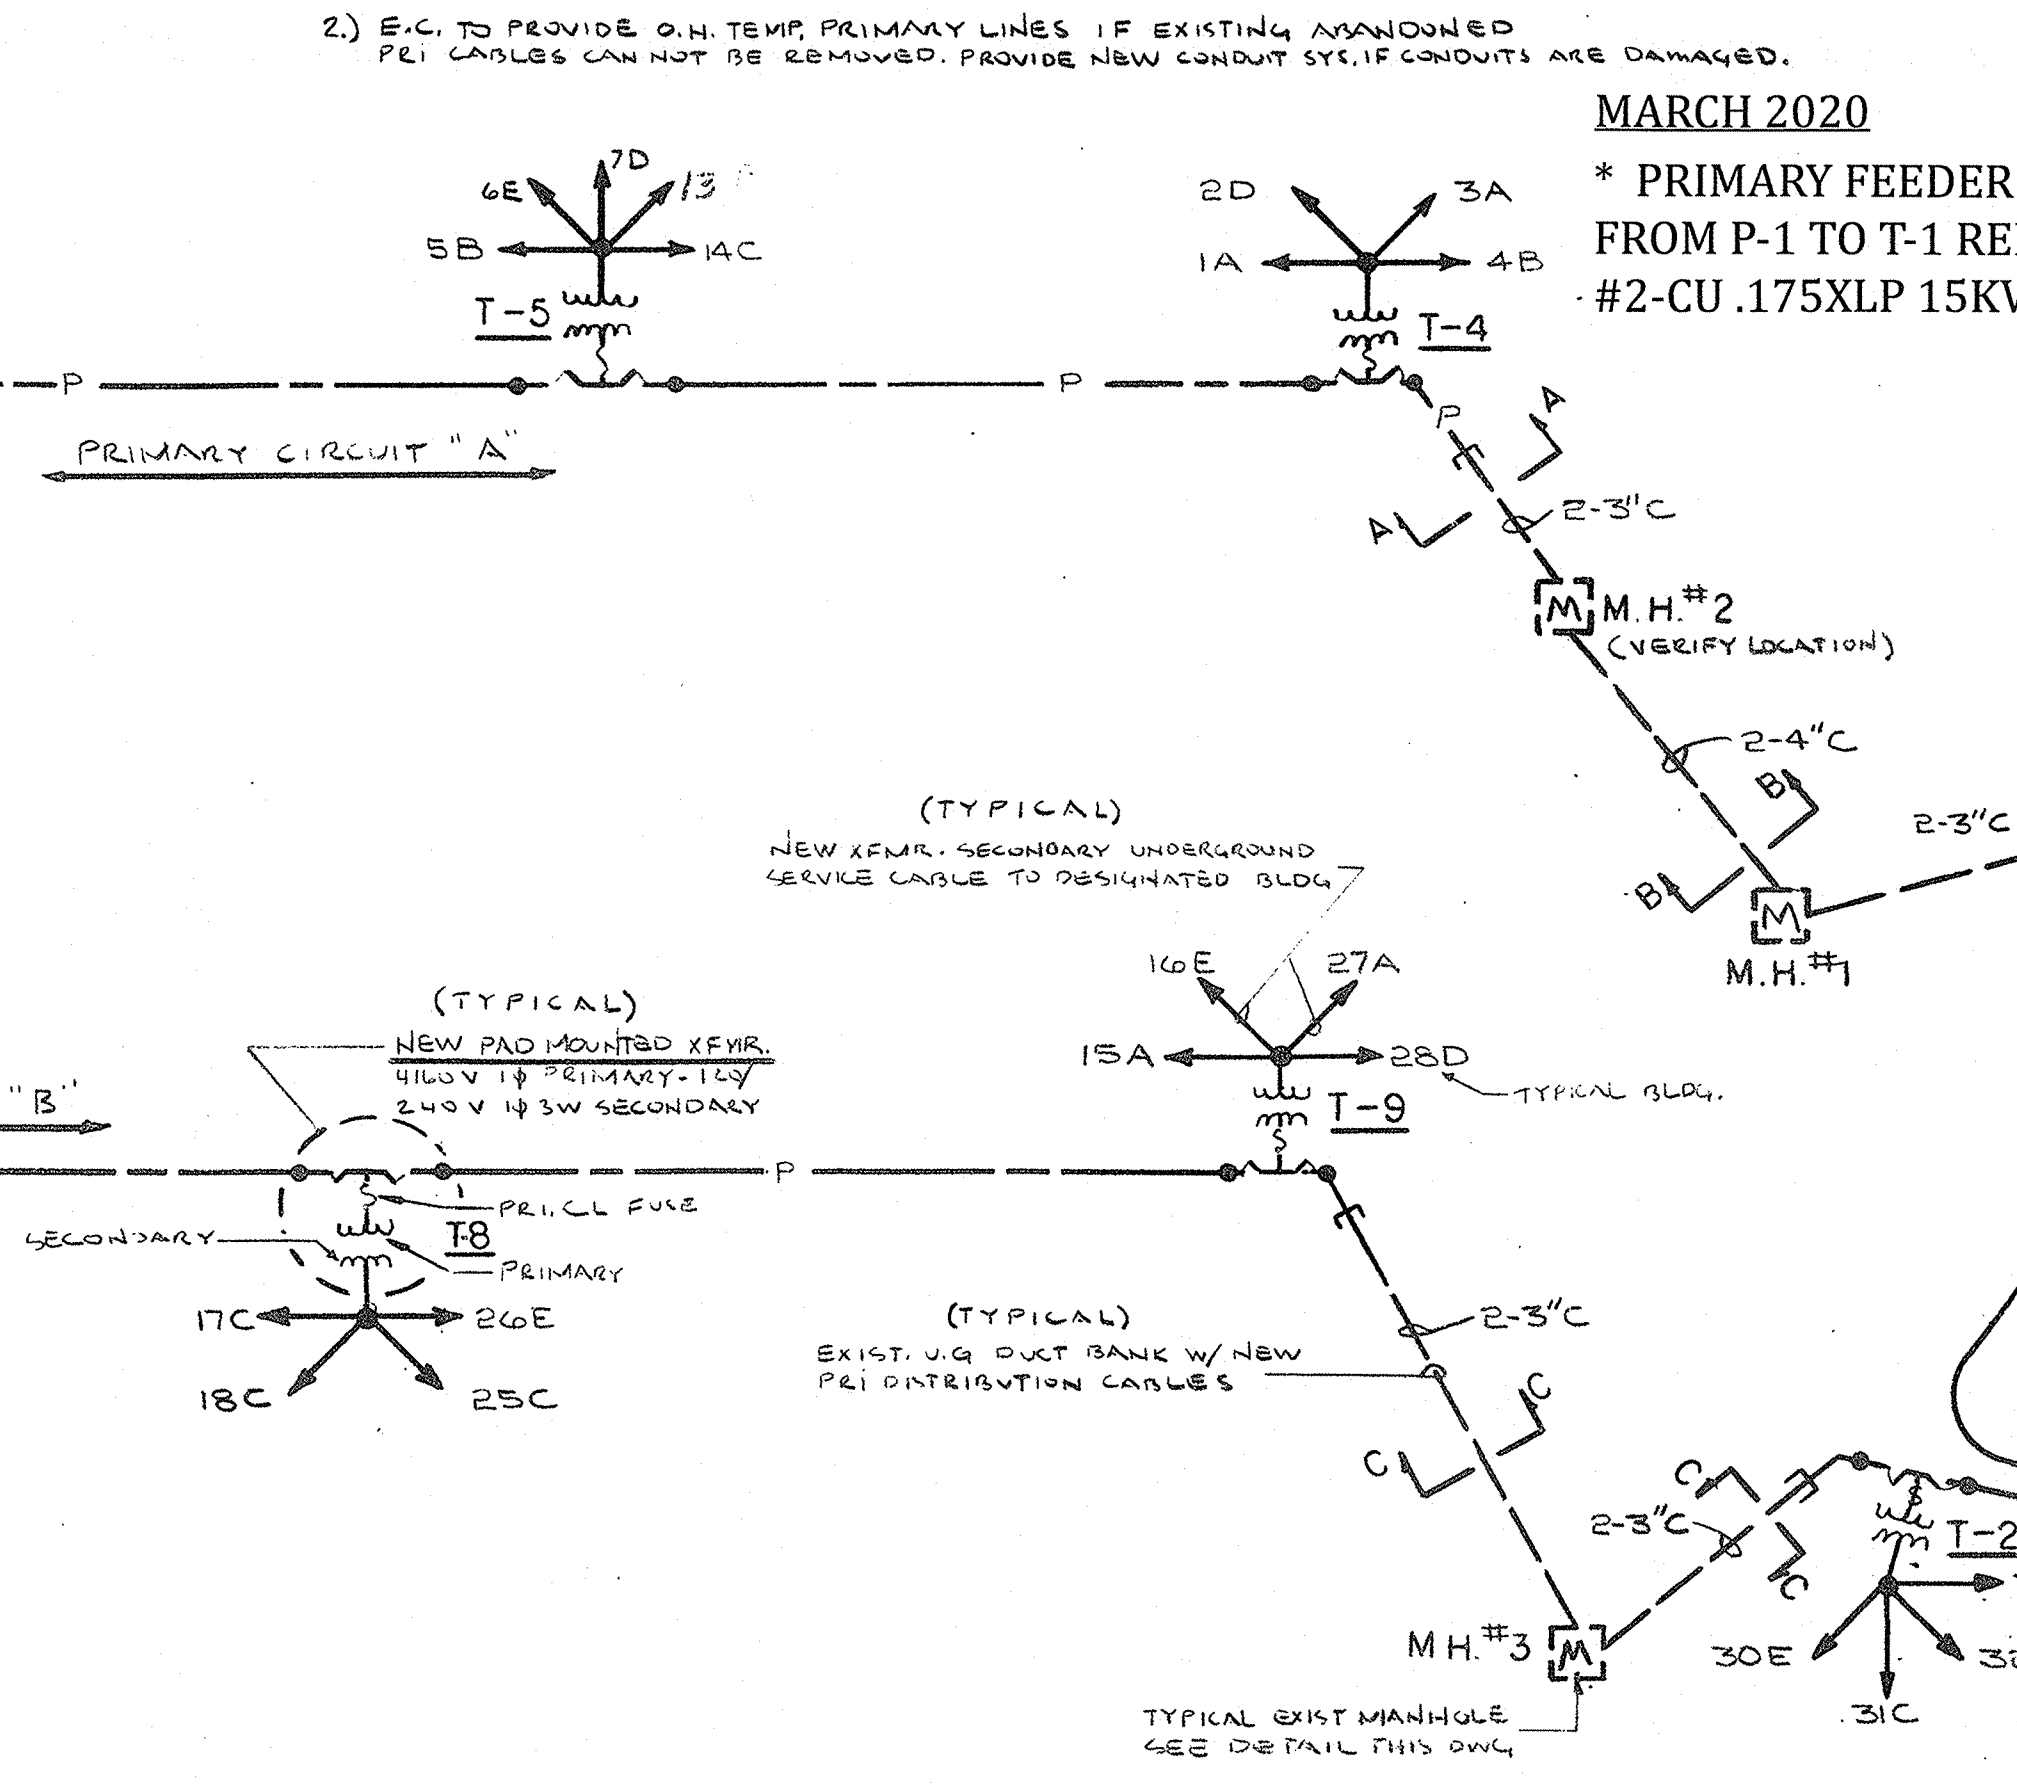 2.) E.C. TO PROVIDE O.H. TEMP. PRIMARY LINES IF EXISTING ABANDONED
PRI CABLES CAN NOT BE REMOVED. PROVIDE NEW CONDUIT SYS. IF CONDUITS ARE DAMAGED.
MARCH 2020
* PRIMARY FEEDER
FROM P-1 TO T-1
#2-CU .175XLP
7D
6E
13
5B
14C
T-5
2D
3A
1A
4B
T-4
P
P
P
PRIMARY CIRCUIT "A"
A
A
2-3"C
M.H.#2
(VERIFY LOCATION)
2-4"C
B
B
2-3"C
M.H.#1
(TYPICAL)
NEW XFMR. SECONDARY UNDERGROUND
SERVICE CABLE TO DESIGNATED BLDG
16E
27A
15A
28D
TYPICAL BLDG.
T-9
(TYPICAL)
NEW PAD MOUNTED XFMR.
4160V 1φ PRIMARY-120/
240V 1φ 3W SECONDARY
"B"
P
PRI. CL FUSE
T-8
SECONDARY
PRIMARY
17C
26E
18C
25C
(TYPICAL)
EXIST. U.G DUCT BANK W/ NEW
PRI DISTRIBUTION CABLES
2-3"C
C
C
C
C
2-3"C
T-2
30E
31C
M.H.#3
TYPICAL EXIST MANHOLE
SEE DETAIL THIS DWG